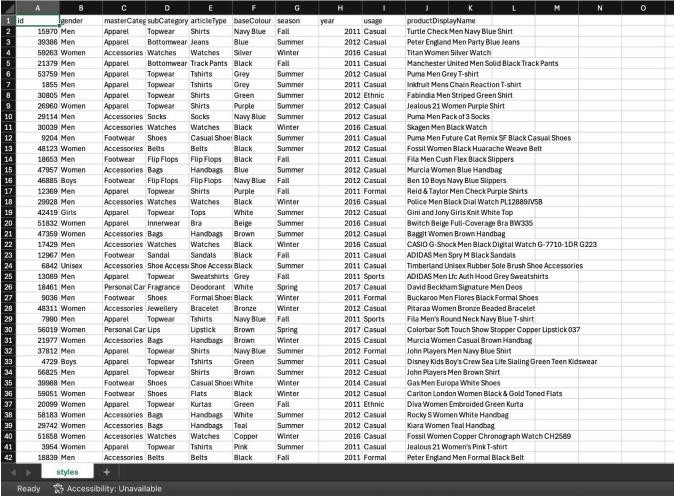 A B C D E F G H I J K L M N O
1 id gender masterCateg subCategory articleType baseColour season year usage productDisplayName
2 15970 Men Apparel Topwear Shirts Navy Blue Fall 2011 Casual Turtle Check Men Navy Blue Shirt
3 39386 Men Apparel Bottomwear Jeans Blue Summer 2012 Casual Peter England Men Party Blue Jeans
4 59263 Women Accessories Watches Watches Silver Winter 2016 Casual Titan Women Silver Watch
5 21379 Men Apparel Bottomwear Track Pants Black Fall 2011 Casual Manchester United Men Solid Black Track Pants
6 53759 Men Apparel Topwear Tshirts Grey Summer 2012 Casual Puma Men Grey T-shirt
7 1855 Men Apparel Topwear Tshirts Grey Summer 2011 Casual Inkfruit Mens Chain Reaction T-shirt
8 30805 Men Apparel Topwear Shirts Green Summer 2012 Ethnic Fabindia Men Striped Green Shirt
9 26960 Women Apparel Topwear Shirts Purple Summer 2012 Casual Jealous 21 Women Purple Shirt
10 29114 Men Accessories Socks Socks Navy Blue Summer 2012 Casual Puma Men Pack of 3 Socks
11 30039 Men Accessories Watches Watches Black Winter 2016 Casual Skagen Men Black Watch
12 9204 Men Footwear Shoes Casual Shoes Black Summer 2011 Casual Puma Men Future Cat Remix SF Black Casual Shoes
13 48123 Women Accessories Belts Belts Black Summer 2012 Casual Fossil Women Black Huarache Weave Belt
14 18653 Men Footwear Flip Flops Flip Flops Black Fall 2011 Casual Fila Men Cush Flex Black Slippers
15 47957 Women Accessories Bags Handbags Blue Summer 2012 Casual Murcia Women Blue Handbag
16 46885 Boys Footwear Flip Flops Flip Flops Navy Blue Fall 2012 Casual Ben 10 Boys Navy Blue Slippers
17 12369 Men Apparel Topwear Shirts Purple Fall 2011 Formal Reid & Taylor Men Check Purple Shirts
18 29928 Men Accessories Watches Watches Black Winter 2016 Casual Police Men Black Dial Watch PL12889JVSB
19 42419 Girls Apparel Topwear Tops White Summer 2012 Casual Gini and Jony Girls Knit White Top
20 51832 Women Apparel Innerwear Bra Beige Summer 2016 Casual Bwitch Beige Full-Coverage Bra BW335
21 47359 Women Accessories Bags Handbags Brown Summer 2012 Casual Baggit Women Brown Handbag
22 17429 Men Accessories Watches Watches Black Winter 2016 Casual CASIO G-Shock Men Black Digital Watch G-7710-1DR G223
23 12967 Men Footwear Sandal Sandals Black Fall 2011 Casual ADIDAS Men Spry M Black Sandals
24 6842 Unisex Accessories Shoe Access Shoe Access Black Summer 2011 Casual Timberland Unisex Rubber Sole Brush Shoe Accessories
25 13089 Men Apparel Topwear Sweatshirts Grey Fall 2011 Sports ADIDAS Men Lfc Auth Hood Grey Sweatshirts
26 18461 Men Personal Car Fragrance Deodorant White Spring 2017 Casual David Beckham Signature Men Deos
27 9036 Men Footwear Shoes Formal Shoes Black Winter 2011 Formal Buckaroo Men Flores Black Formal Shoes
28 48311 Women Accessories Jewellery Bracelet Bronze Winter 2012 Casual Pitaraa Women Bronze Beaded Bracelet
29 7990 Men Apparel Topwear Tshirts Navy Blue Fall 2011 Sports Fila Men's Round Neck Navy Blue T-shirt
30 56019 Women Personal Car Lips Lipstick Brown Spring 2017 Casual Colorbar Soft Touch Show Stopper Copper Lipstick 037
31 21977 Women Accessories Bags Handbags Brown Winter 2015 Casual Murcia Women Casual Brown Handbag
32 37812 Men Apparel Topwear Shirts Navy Blue Summer 2012 Formal John Players Men Navy Blue Shirt
33 4729 Boys Apparel Topwear Tshirts Green Summer 2011 Casual Disney Kids Boy's Crew Sea Life Sialing Green Teen Kidswear
34 56825 Men Apparel Topwear Shirts Brown Summer 2012 Casual John Players Men Brown Shirt
35 39988 Men Footwear Shoes Casual Shoes White Summer 2014 Casual Gas Men Europa White Shoes
36 59051 Women Footwear Shoes Flats Black Winter 2012 Casual Carlton London Women Black & Gold Toned Flats
37 20099 Women Apparel Topwear Kurtas Green Fall 2011 Ethnic Diva Women Embroidered Green Kurta
38 58183 Women Accessories Bags Handbags White Summer 2012 Casual Rocky S Women White Handbag
39 29742 Women Accessories Bags Handbags Teal Summer 2012 Casual Kiara Women Teal Handbag
40 51658 Women Accessories Watches Watches Copper Winter 2016 Casual Fossil Women Copper Chronograph Watch CH2589
41 3954 Women Apparel Topwear Tshirts Pink Summer 2011 Casual Jealous 21 Women's Pink T-shirt
42 18839 Men Accessories Belts Belts Black Fall 2011 Formal Peter England Men Formal Black Belt
styles +
Ready Accessibility: Unavailable